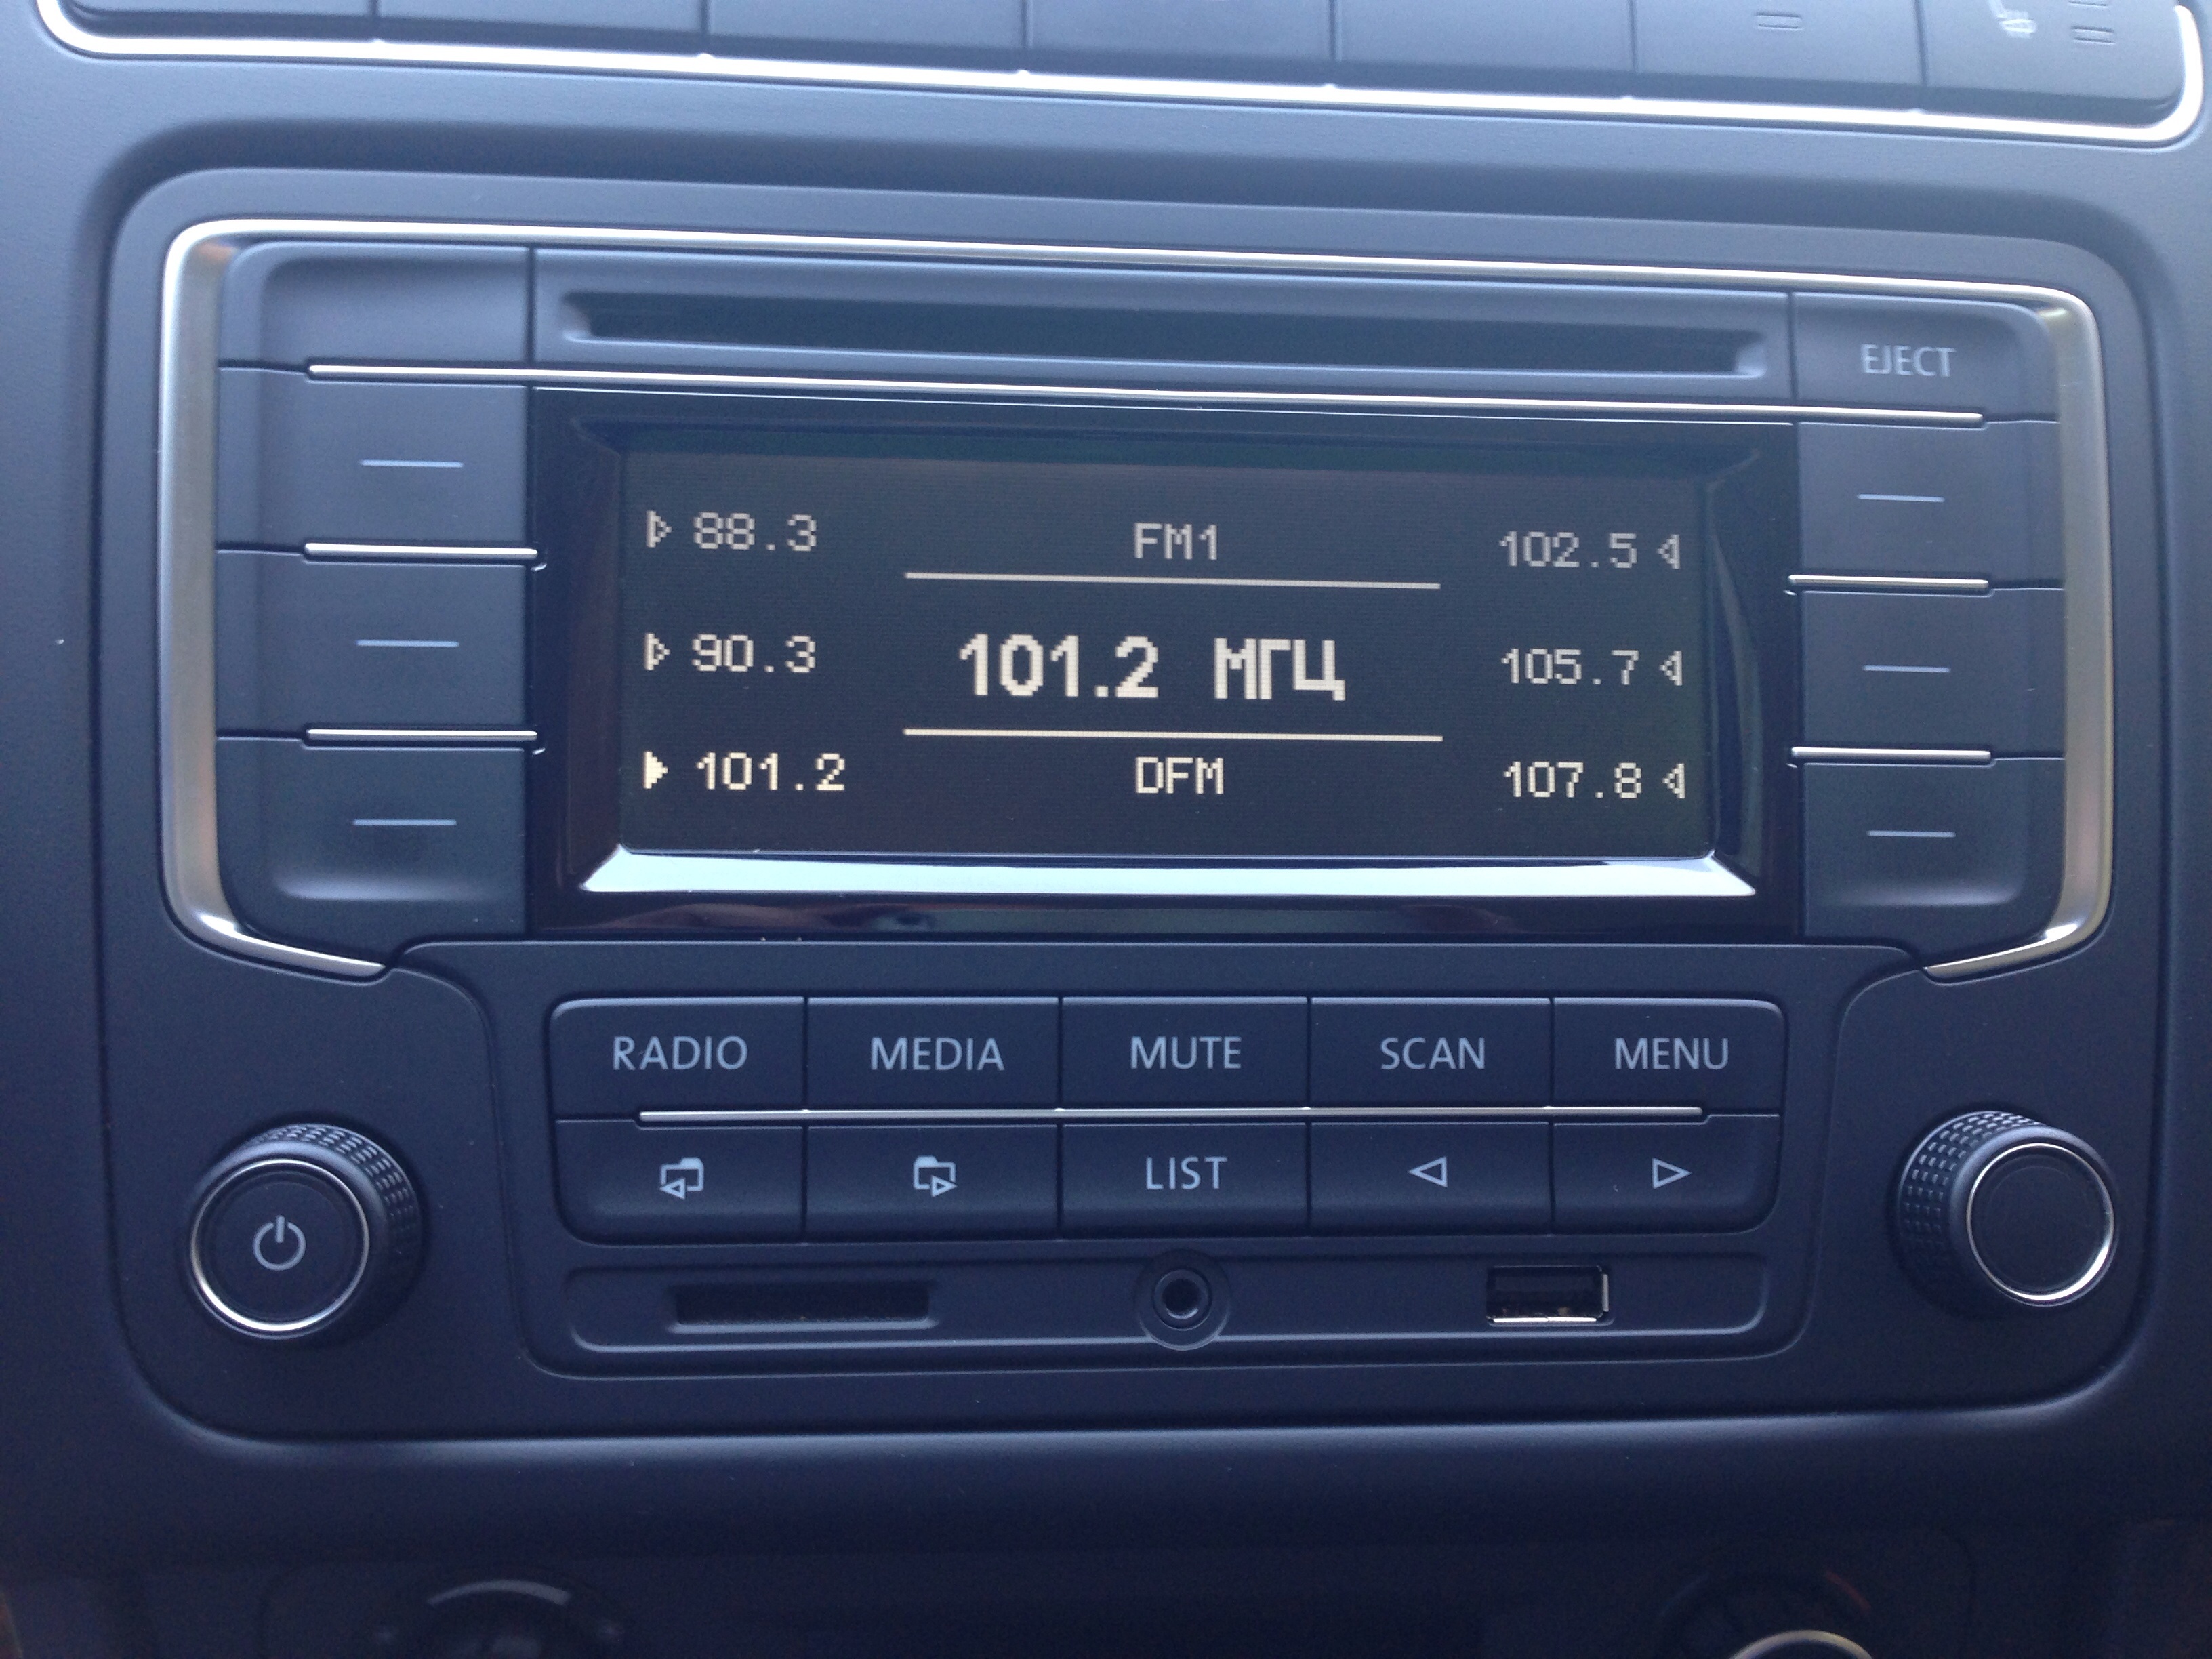 EJECT
88.3 FM1 102.5
90.3 101.2 МГЦ 105.7
101.2 DFM 107.8
RADIO MEDIA MUTE SCAN MENU
LIST